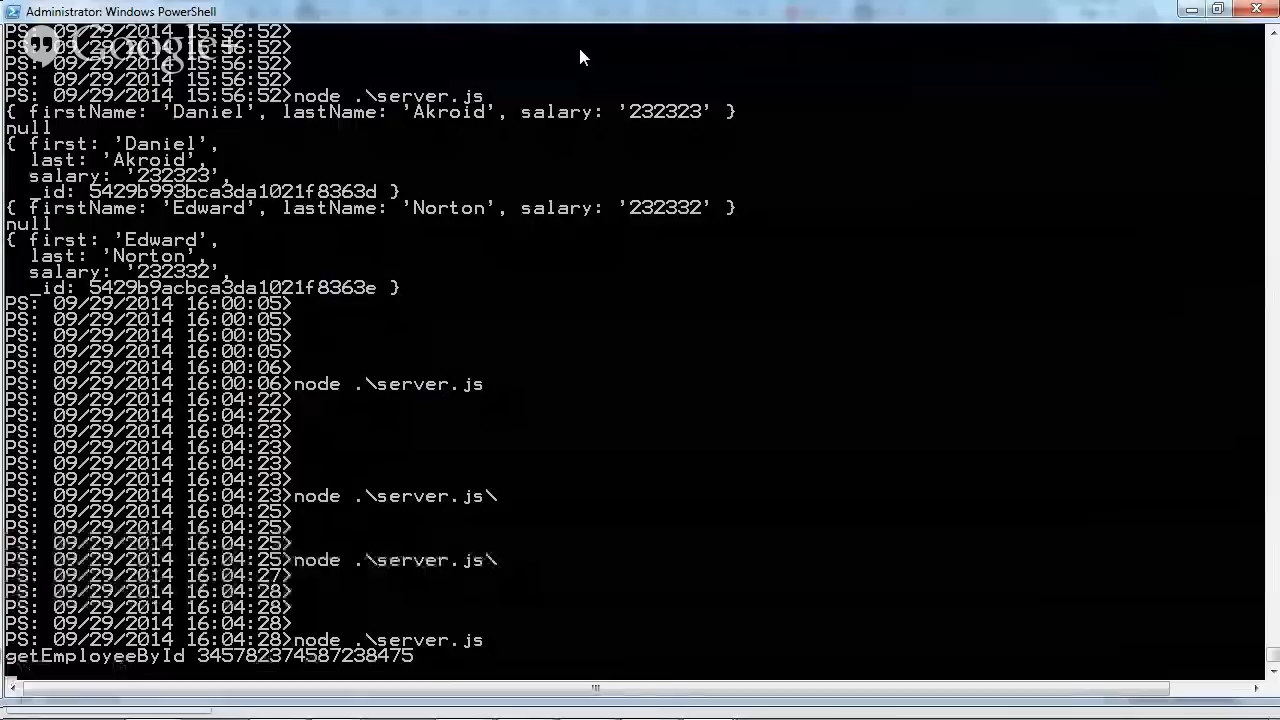 Administrator: Windows PowerShell
PS: 09/29/2014 15:56:52>
PS: 09/29/2014 15:56:52>
Google+
PS: 09/29/2014 15:56:52>
PS: 09/29/2014 15:56:52>
PS: 09/29/2014 15:56:52>node .\server.js
{ firstName: 'Daniel', lastName: 'Akroid', salary: '232323' }
null
{ first: 'Daniel',
last: 'Akroid',
salary: '232323',
_id: 5429b993bca3da1021f8363d }
{ firstName: 'Edward', lastName: 'Norton', salary: '232332' }
null
{ first: 'Edward',
last: 'Norton',
salary: '232332',
_id: 5429b9acbca3da1021f8363e }
PS: 09/29/2014 16:00:05>
PS: 09/29/2014 16:00:05>
PS: 09/29/2014 16:00:05>
PS: 09/29/2014 16:00:05>
PS: 09/29/2014 16:00:06>
PS: 09/29/2014 16:00:06>node .\server.js
PS: 09/29/2014 16:04:22>
PS: 09/29/2014 16:04:22>
PS: 09/29/2014 16:04:23>
PS: 09/29/2014 16:04:23>
PS: 09/29/2014 16:04:23>
PS: 09/29/2014 16:04:23>
PS: 09/29/2014 16:04:23>node .\server.js\
PS: 09/29/2014 16:04:25>
PS: 09/29/2014 16:04:25>
PS: 09/29/2014 16:04:25>
PS: 09/29/2014 16:04:25>node .\server.js\
PS: 09/29/2014 16:04:27>
PS: 09/29/2014 16:04:28>
PS: 09/29/2014 16:04:28>
PS: 09/29/2014 16:04:28>
PS: 09/29/2014 16:04:28>node .\server.js
getEmployeeById 345782374587238475